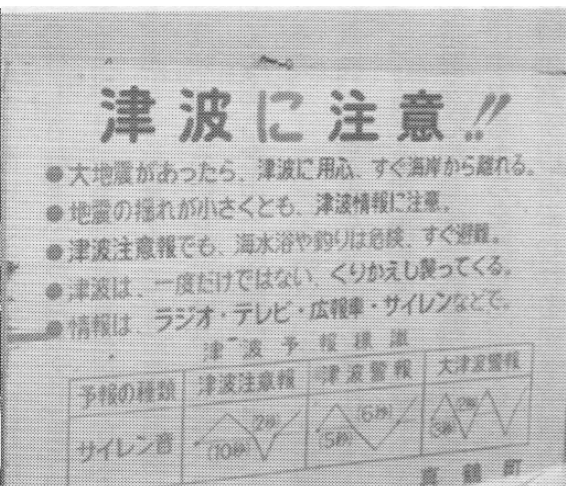 津波に注意!!
●大地震があったら、津波に用心、すぐ海岸から離れる。
●地震の揺れが小さくとも、津波情報に注意。
●津波注意報でも、海水浴や釣りは危険、すぐ避難。
●津波は、一度だけではない、くりかえし襲ってくる。
●情報は、ラジオ・テレビ・広報車・サイレンなどで。
津波予報標識
予報の種類 津波注意報 津波警報 大津波警報
サイレン音 (10秒) (2秒) (5秒) (6秒) (3秒) (2秒)
真鶴町